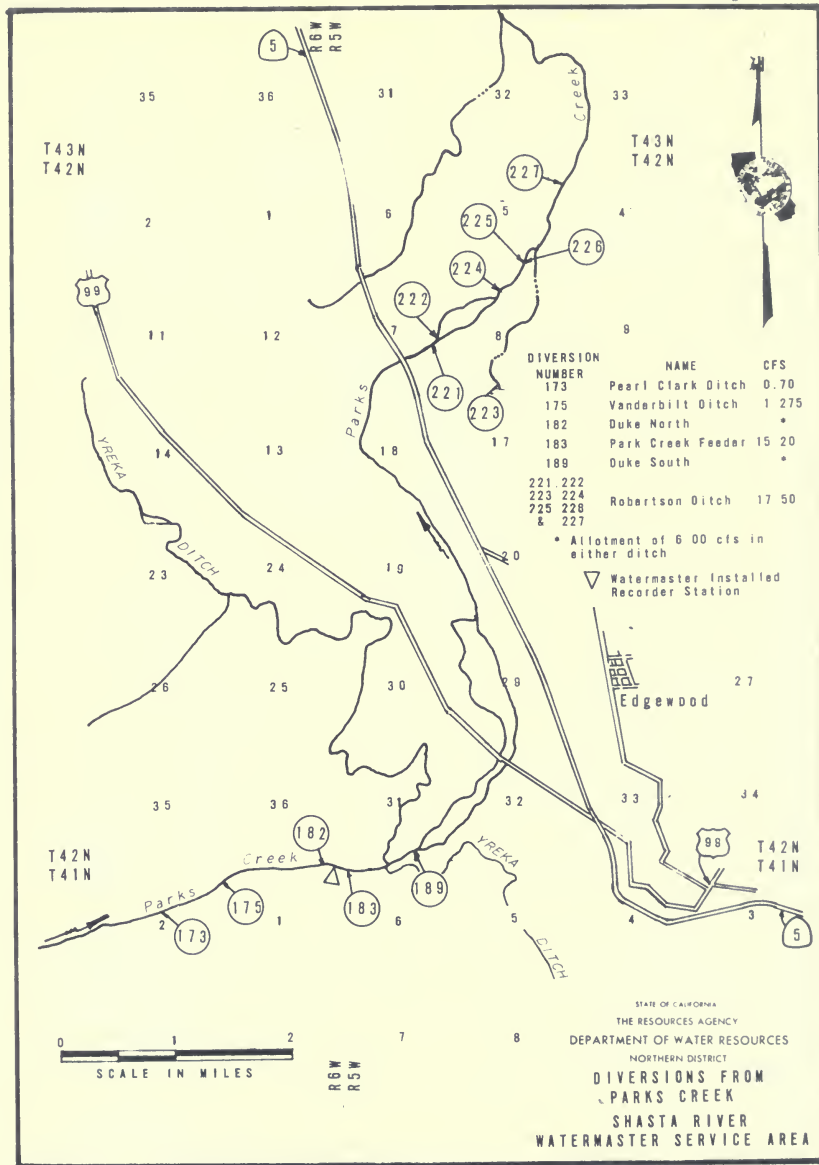 5
R6W
R5W
35 36 31 32 33
Creek
T43N
T42N
T43N
T42N
227
2 1 6 5 4
225
226
99
224
222
11 12 7 8 9
221
223
DIVERSION NUMBER NAME CFS
173 Pearl Clark Ditch 0.70
175 Vanderbilt Ditch 1 275
182 Duke North *
183 Park Creek Feeder 15 20
189 Duke South *
221.222
223 224
225 226
& 227
Robertson Ditch 17 50
* Allotment of 6 00 cfs in
either ditch
Watermaster Installed
Recorder Station
Parks
14 13 18 17
YREKA
DITCH
23 24 19 20
26 25 30 29 27
Edgewood
35 36 31 32 33 34
182
99
T42N
T41N
T42N
T41N
Parks Creek
YREKA
DITCH
173 175 183 189
2 1 6 5 4 3
5
0 1 2
SCALE IN MILES
7 8
R6W
R5W
STATE OF CALIFORNIA
THE RESOURCES AGENCY
DEPARTMENT OF WATER RESOURCES
NORTHERN DISTRICT
DIVERSIONS FROM
PARKS CREEK
SHASTA RIVER
WATERMASTER SERVICE AREA